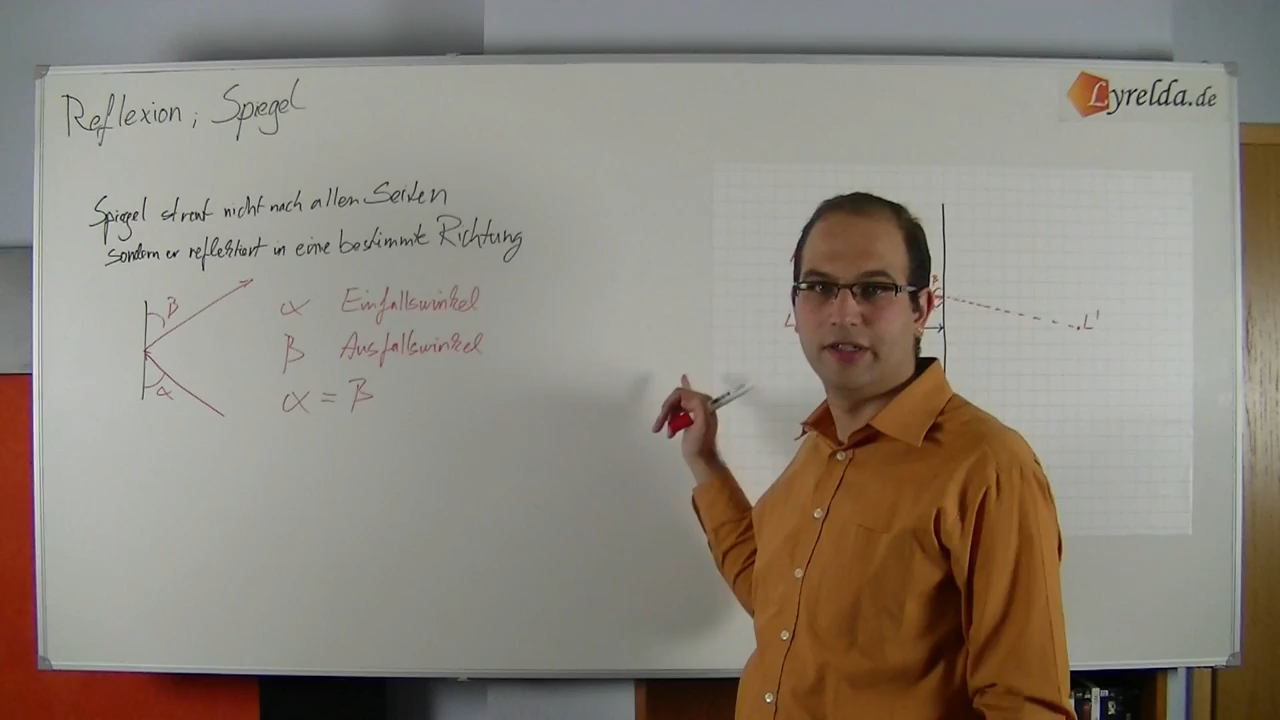 Reflexion, Spiegel
Lyrelda.de
Spiegel streut nicht nach allen Seiten
sondern er reflektiert in eine bestimmte Richtung
β
α Einfallswinkel
β Ausfallswinkel
α
α = β
L
L'